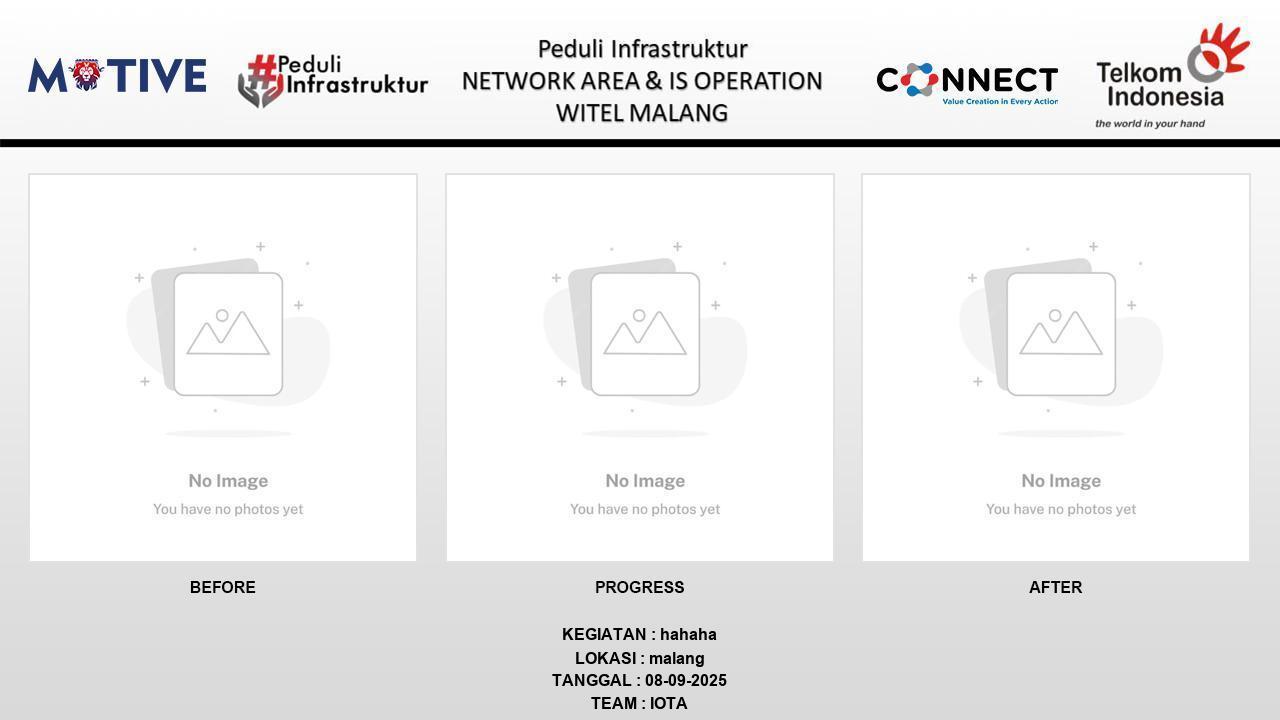 MOTIVE
#Peduli
Infrastruktur
Peduli Infrastruktur
NETWORK AREA & IS OPERATION
WITEL MALANG
CONNECT
Value Creation in Every Action
Telkom
Indonesia
the world in your hand
No Image
You have no photos yet
No Image
You have no photos yet
No Image
You have no photos yet
BEFORE
PROGRESS
AFTER
KEGIATAN : hahaha
LOKASI : malang
TANGGAL : 08-09-2025
TEAM : IOTA